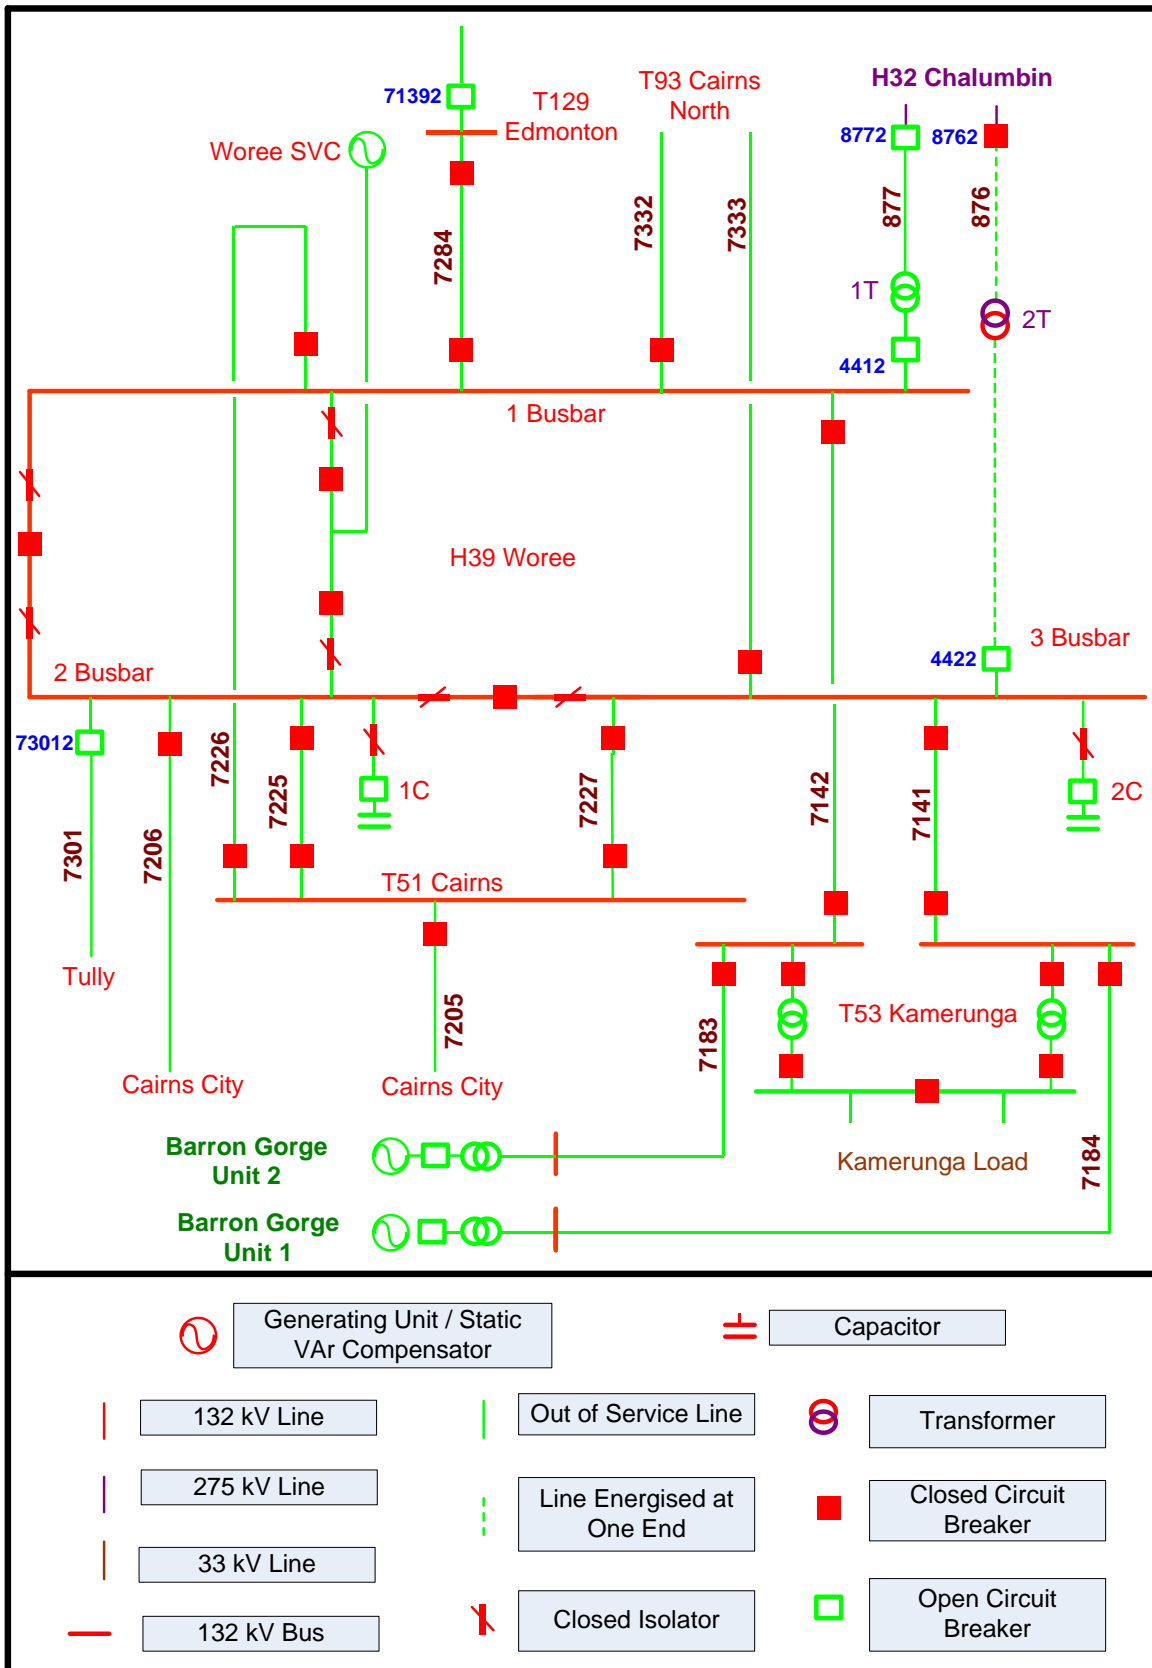 H32 Chalumbin
T93 Cairns
North
71392
T129
Edmonton
8772
8762
Woree SVC
7284
7332
7333
877
876
1T
2T
4412
1 Busbar
H39 Woree
3 Busbar
2 Busbar
4422
73012
7301
7206
7226
7225
1C
7227
7142
7141
2C
T51 Cairns
Tully
7205
7183
T53 Kamerunga
Cairns City
Cairns City
Barron Gorge
Unit 2
Kamerunga Load
7184
Barron Gorge
Unit 1
Generating Unit / Static
VAr Compensator
Capacitor
132 kV Line
Out of Service Line
Transformer
275 kV Line
Line Energised at
One End
Closed Circuit
Breaker
33 kV Line
132 kV Bus
Closed Isolator
Open Circuit
Breaker